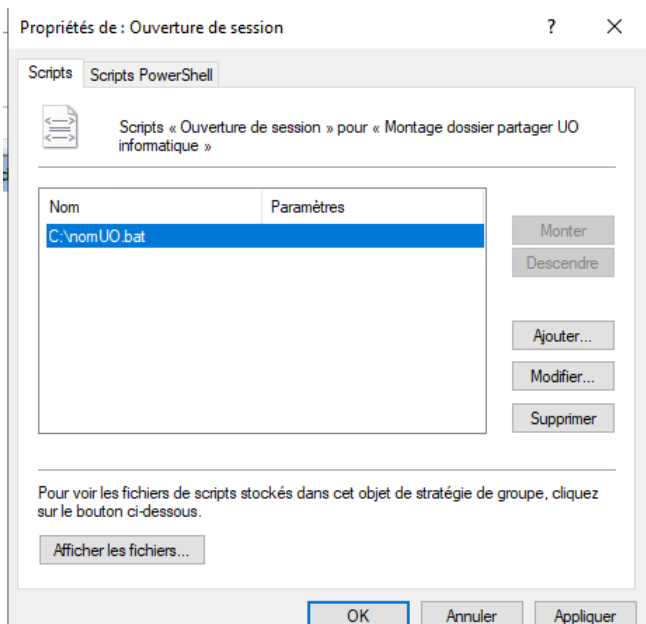 Propriétés de : Ouverture de session
Scripts
Scripts PowerShell
Scripts « Ouverture de session » pour « Montage dossier partager UO
informatique »
Nom
Paramètres
C:\nomUO.bat
Monter
Descendre
Ajouter...
Modifier...
Supprimer
Pour voir les fichiers de scripts stockés dans cet objet de stratégie de groupe, cliquez
sur le bouton ci-dessous.
Afficher les fichiers...
OK
Annuler
Appliquer